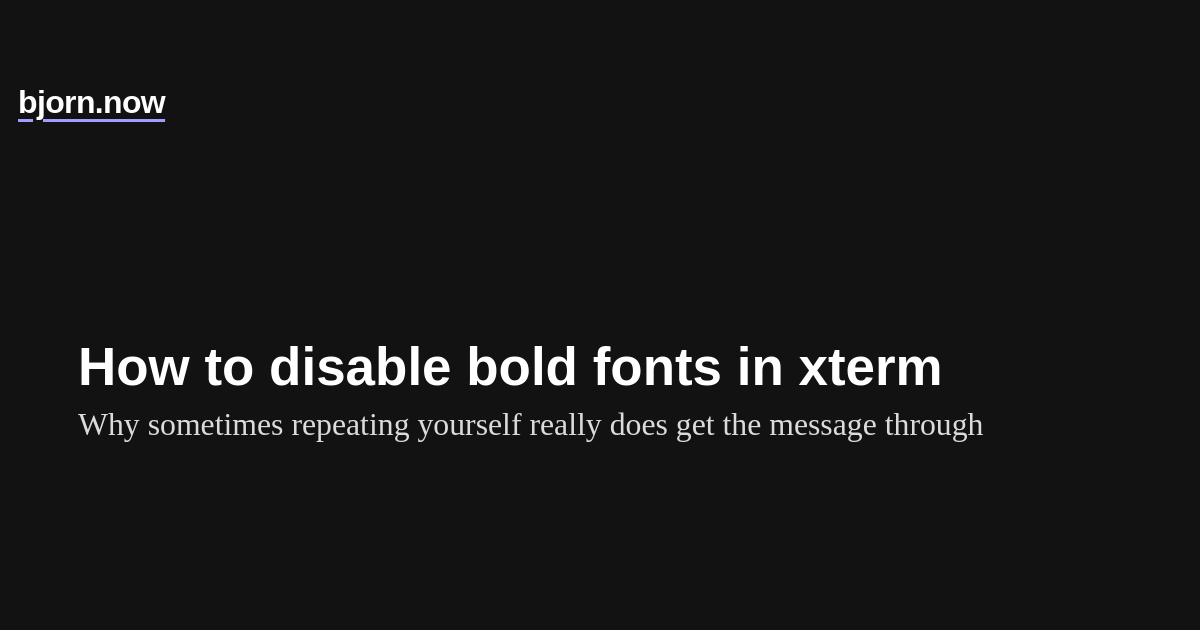 bjorn.now
How to disable bold fonts in xterm
Why sometimes repeating yourself really does get the message through